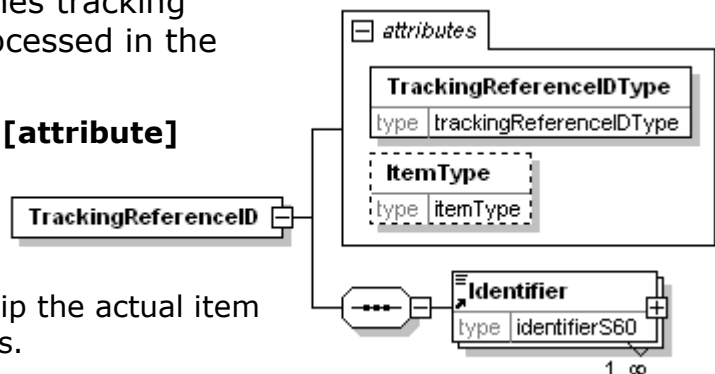 nes tracking
ocessed in the
[attribute]
ip the actual item
s.
attributes
TrackingReferenceIDType
type trackingReferenceIDType
ItemType
type itemType
TrackingReferenceID
Identifier
type identifierS60
1..∞